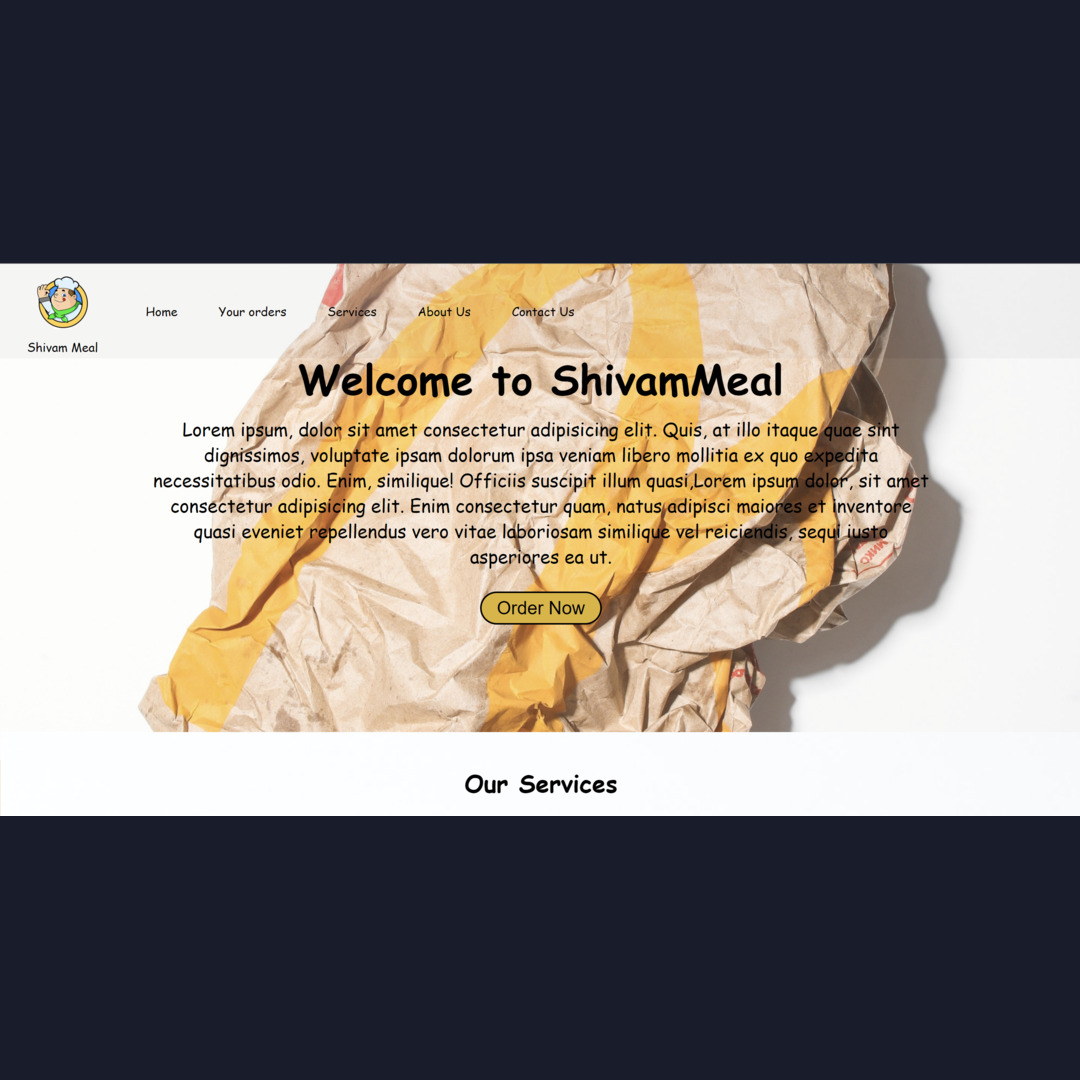 Home
Your orders
Services
About Us
Contact Us
Shivam Meal
Welcome to ShivamMeal
Lorem ipsum, dolor sit amet consectetur adipisicing elit. Quis, at illo itaque quae sint
dignissimos, voluptate ipsam dolorum ipsa veniam libero mollitia ex quo expedita
necessitatibus odio. Enim, similique! Officiis suscipit illum quasi,Lorem ipsum dolor, sit amet
consectetur adipisicing elit. Enim consectetur quam, natus adipisci maiores et inventore
quasi eveniet repellendus vero vitae laboriosam similique vel reiciendis, sequi iusto
asperiores ea ut.
Order Now
Our Services